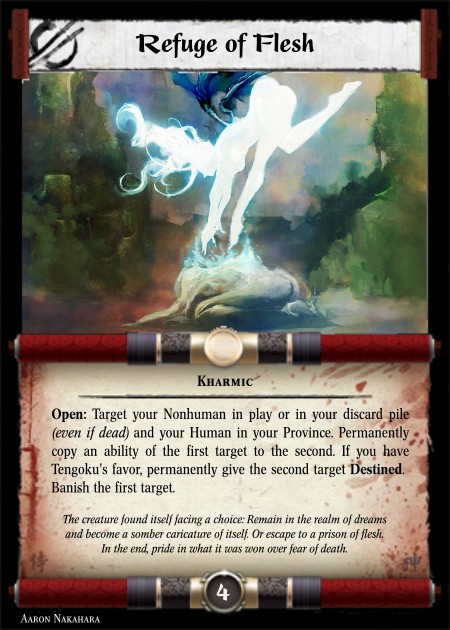 Refuge of Flesh
Kharmic
Open: Target your Nonhuman in play or in your discard pile
(even if dead) and your Human in your Province. Permanently
copy an ability of the first target to the second. If you have
Tengoku's favor, permanently give the second target Destined.
Banish the first target.
The creature found itself facing a choice: Remain in the realm of dreams
and become a somber caricature of itself. Or escape to a prison of flesh.
In the end, pride in what it was won over fear of death.
4
Aaron Nakahara